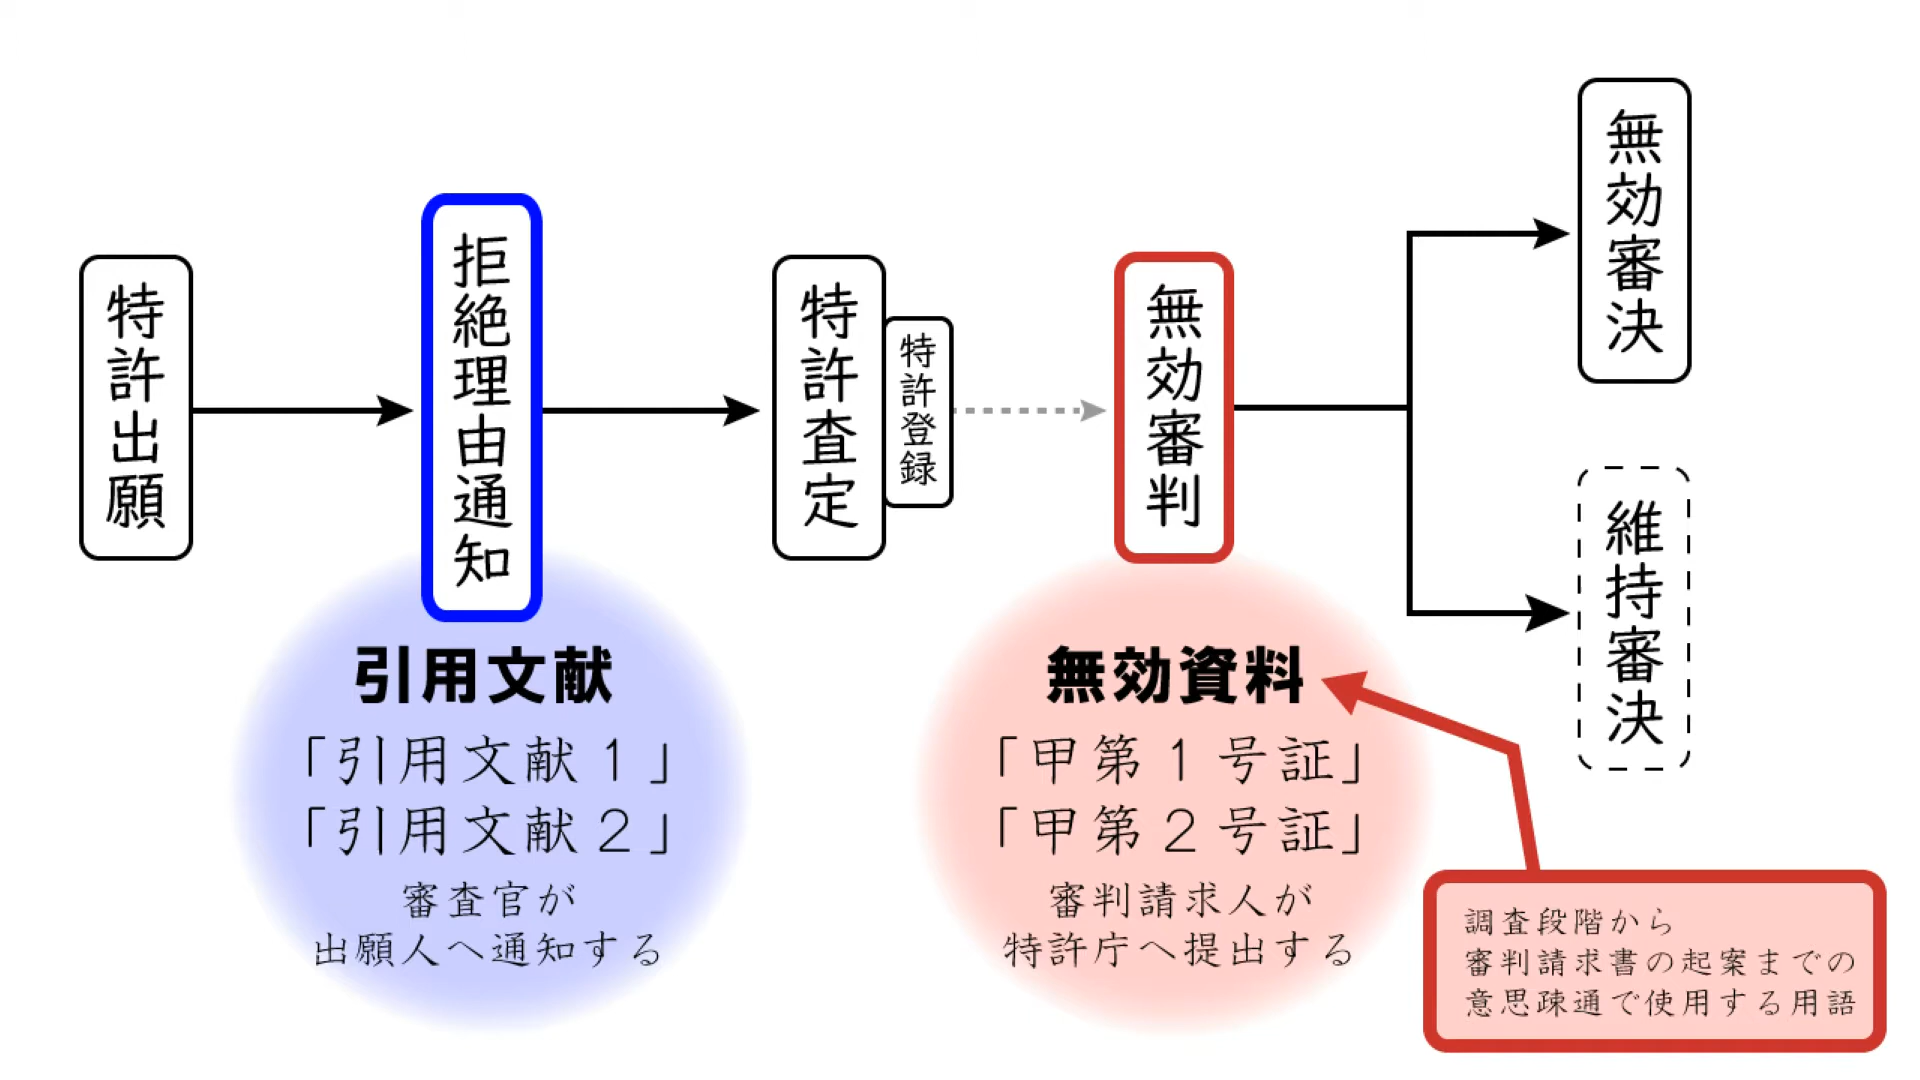 特許出願
拒絶理由通知
特許査定
特許登録
無効審判
無効審決
維持審決
引用文献
「引用文献1」
「引用文献2」
審査官が
出願人へ通知する
無効資料
「甲第1号証」
「甲第2号証」
審判請求人が
特許庁へ提出する
調査段階から
審判請求書の起案までの
意思疎通で使用する用語